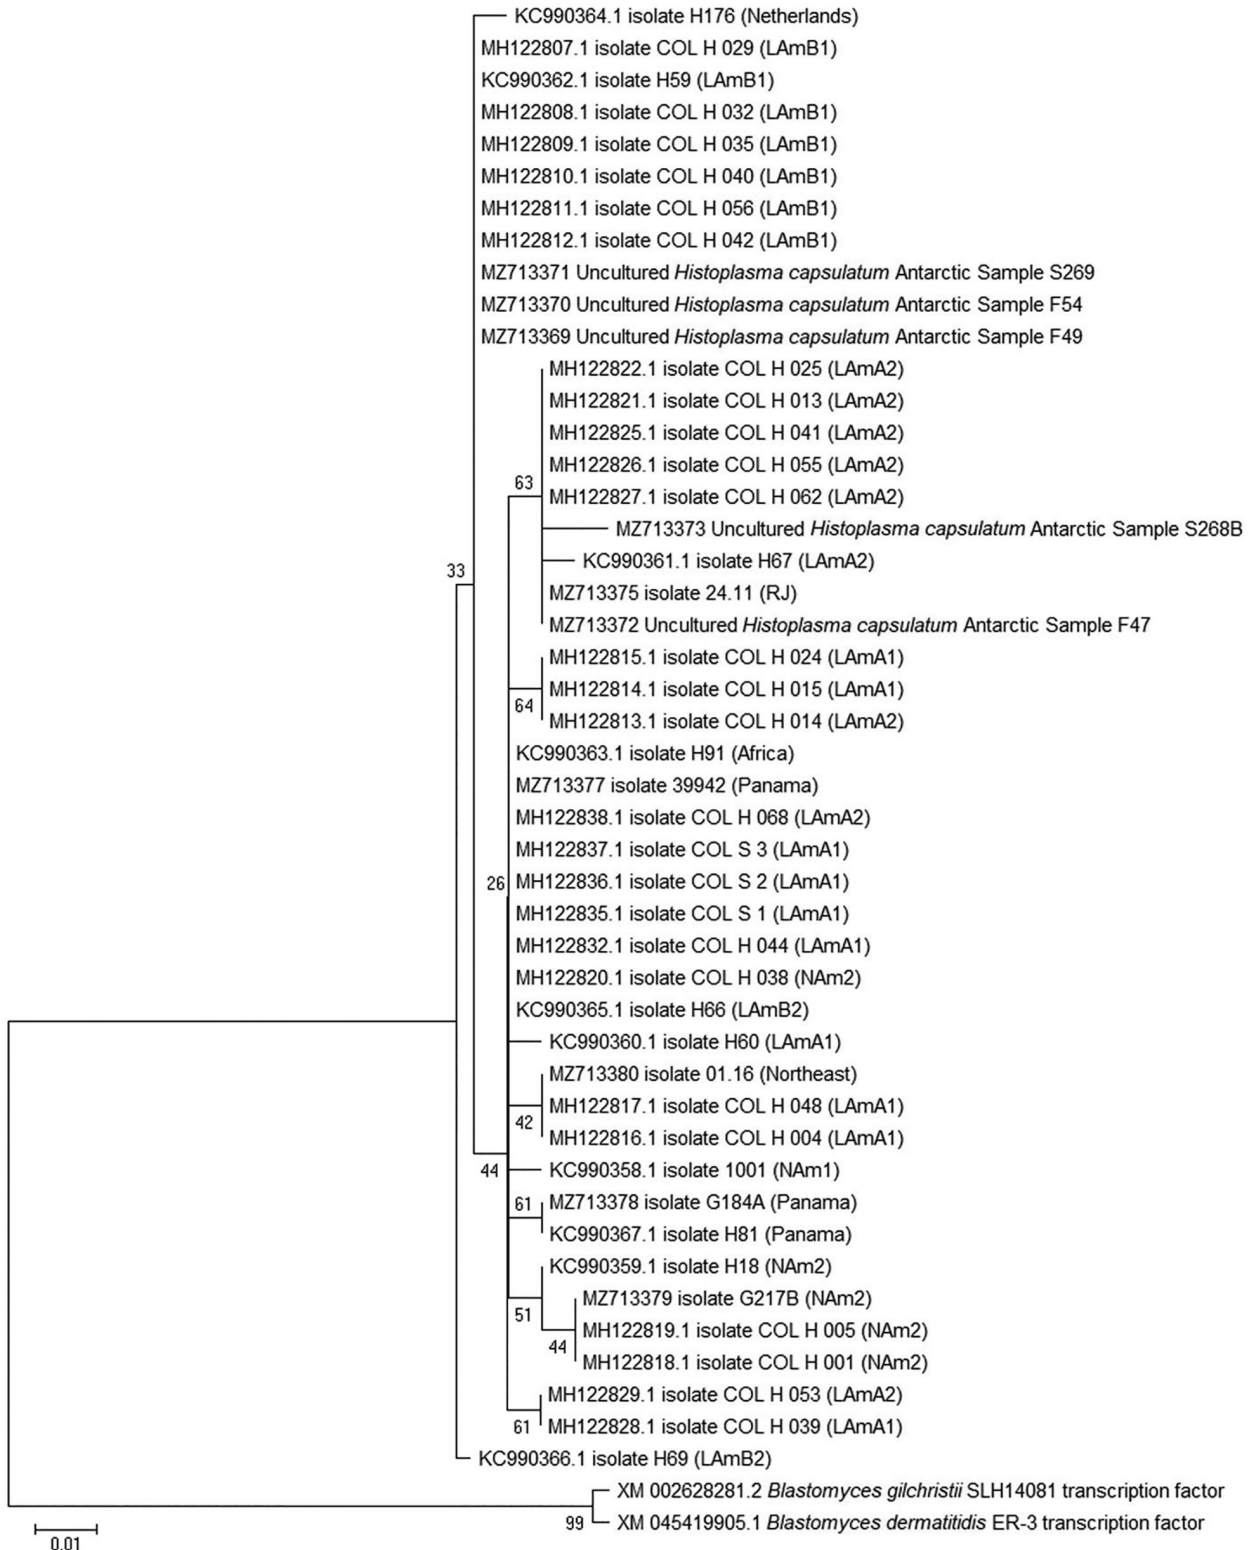 KC990364.1 isolate H176 (Netherlands)
MH122807.1 isolate COL H 029 (LAmB1)
KC990362.1 isolate H59 (LAmB1)
MH122808.1 isolate COL H 032 (LAmB1)
MH122809.1 isolate COL H 035 (LAmB1)
MH122810.1 isolate COL H 040 (LAmB1)
MH122811.1 isolate COL H 056 (LAmB1)
MH122812.1 isolate COL H 042 (LAmB1)
MZ713371 Uncultured Histoplasma capsulatum Antarctic Sample S269
MZ713370 Uncultured Histoplasma capsulatum Antarctic Sample F54
MZ713369 Uncultured Histoplasma capsulatum Antarctic Sample F49
MH122822.1 isolate COL H 025 (LAmA2)
MH122821.1 isolate COL H 013 (LAmA2)
MH122825.1 isolate COL H 041 (LAmA2)
MH122826.1 isolate COL H 055 (LAmA2)
63
MH122827.1 isolate COL H 062 (LAmA2)
MZ713373 Uncultured Histoplasma capsulatum Antarctic Sample S268B
KC990361.1 isolate H67 (LAmA2)
33
MZ713375 isolate 24.11 (RJ)
MZ713372 Uncultured Histoplasma capsulatum Antarctic Sample F47
MH122815.1 isolate COL H 024 (LAmA1)
MH122814.1 isolate COL H 015 (LAmA1)
64
MH122813.1 isolate COL H 014 (LAmA2)
KC990363.1 isolate H91 (Africa)
MZ713377 isolate 39942 (Panama)
MH122838.1 isolate COL H 068 (LAmA2)
MH122837.1 isolate COL S 3 (LAmA1)
26
MH122836.1 isolate COL S 2 (LAmA1)
MH122835.1 isolate COL S 1 (LAmA1)
MH122832.1 isolate COL H 044 (LAmA1)
MH122820.1 isolate COL H 038 (NAm2)
KC990365.1 isolate H66 (LAmB2)
KC990360.1 isolate H60 (LAmA1)
MZ713380 isolate 01.16 (Northeast)
MH122817.1 isolate COL H 048 (LAmA1)
42
MH122816.1 isolate COL H 004 (LAmA1)
44
KC990358.1 isolate 1001 (NAm1)
61
MZ713378 isolate G184A (Panama)
KC990367.1 isolate H81 (Panama)
KC990359.1 isolate H18 (NAm2)
MZ713379 isolate G217B (NAm2)
51
MH122819.1 isolate COL H 005 (NAm2)
44
MH122818.1 isolate COL H 001 (NAm2)
MH122829.1 isolate COL H 053 (LAmA2)
61
MH122828.1 isolate COL H 039 (LAmA1)
KC990366.1 isolate H69 (LAmB2)
XM 002628281.2 Blastomyces gilchristii SLH14081 transcription factor
99
XM 045419905.1 Blastomyces dermatitidis ER-3 transcription factor
0.01